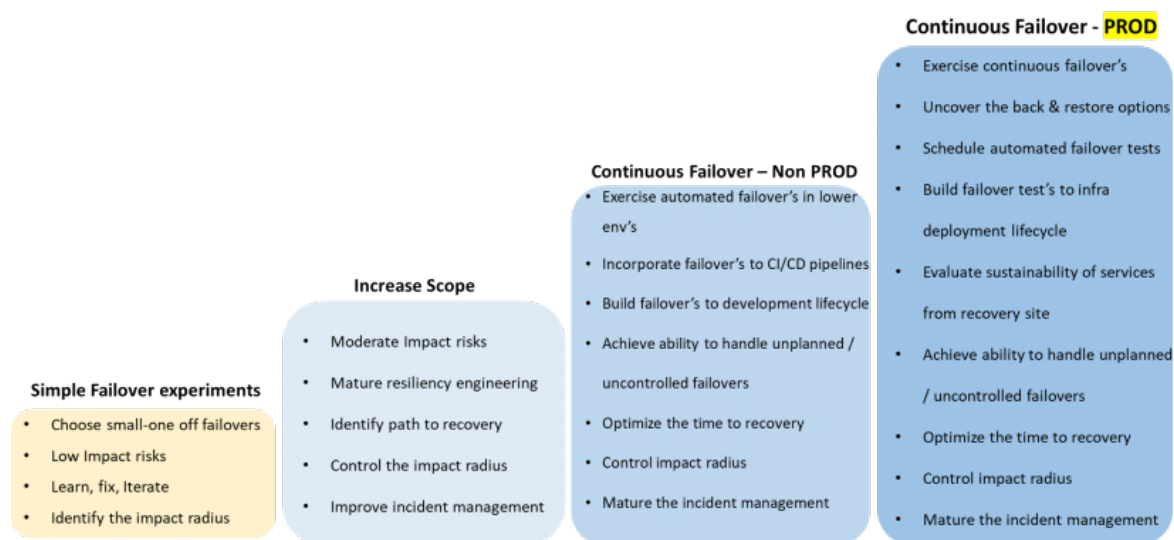 Simple Failover experiments
• Choose small-one off failovers
• Low Impact risks
• Learn, fix, Iterate
• Identify the impact radius
Increase Scope
• Moderate Impact risks
• Mature resiliency engineering
• Identify path to recovery
• Control the impact radius
• Improve incident management
Continuous Failover – Non PROD
• Exercise automated failover's in lower
env's
• Incorporate failover's to CI/CD pipelines
• Build failover's to development lifecycle
• Achieve ability to handle unplanned /
uncontrolled failovers
• Optimize the time to recovery
• Control impact radius
• Mature the incident management
Continuous Failover - PROD
• Exercise continuous failover's
• Uncover the back & restore options
• Schedule automated failover tests
• Build failover test's to infra
deployment lifecycle
• Evaluate sustainability of services
from recovery site
• Achieve ability to handle unplanned
/ uncontrolled failovers
• Optimize the time to recovery
• Control impact radius
• Mature the incident management